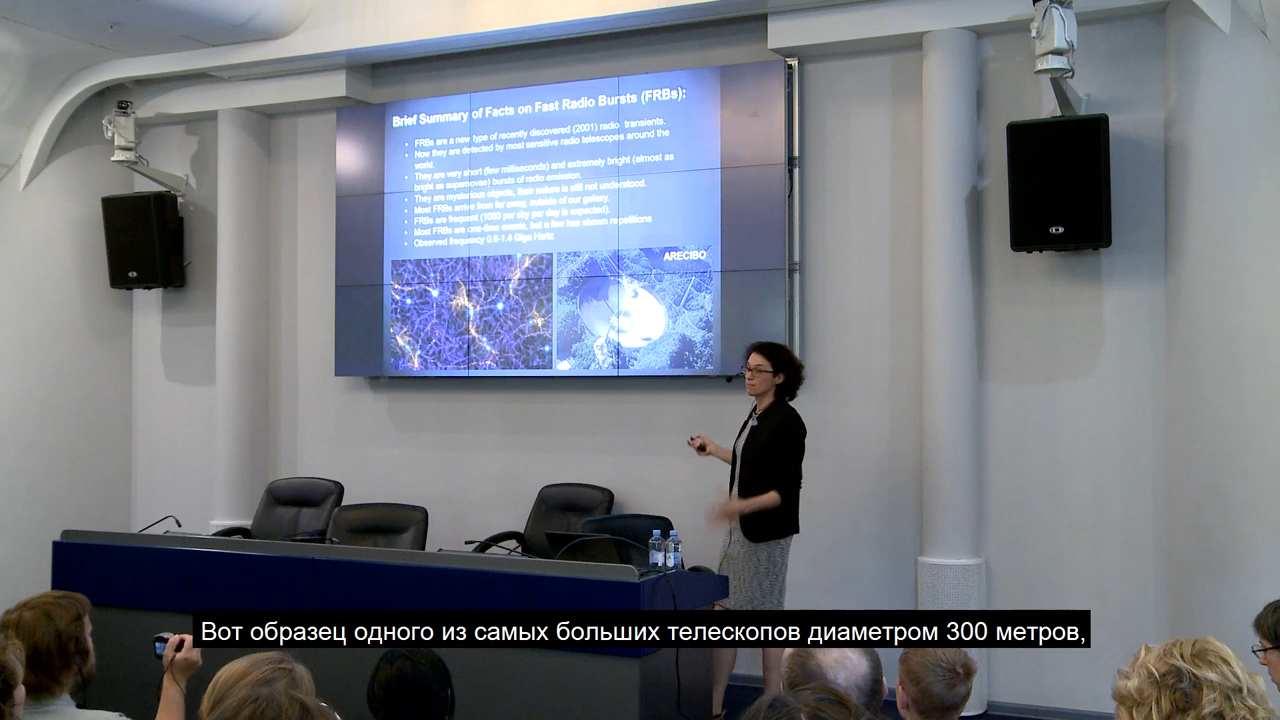 Brief Summary of Facts on Fast Radio Bursts (FRBs):
• FRBs are a new type of recently discovered (2001) radio transients.
• Now they are detected by most sensitive radio telescopes around the
world.
• They are very short (few milliseconds) and extremely bright (almost as
bright as supernovae) bursts of radio emission.
• They are mysterious objects, their nature is still not understood.
• Most FRBs arrive from far away, outside of our galaxy.
• FRBs are frequent (1000 per sky per day is expected).
• Most FRBs are one-time events, but a few has shown repetitions
• Observed frequency 0.6-1.4 Giga Hertz
ARECIBO
Вот образец одного из самых больших телескопов диаметром 300 метров,